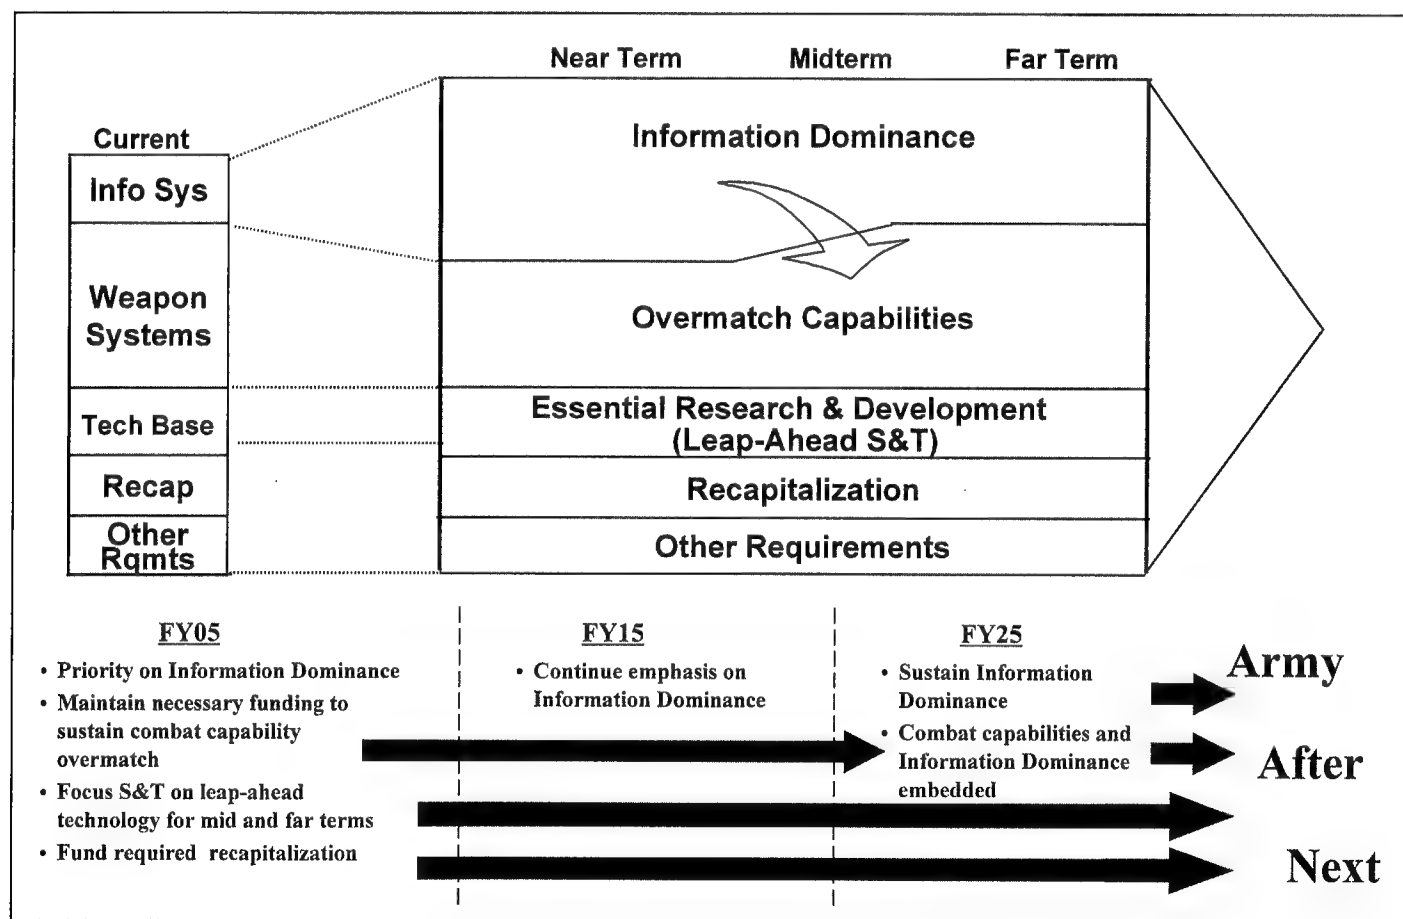 Near Term Midterm Far Term
Current
Info Sys
Weapon
Systems
Tech Base
Recap
Other
Rqmts
Information Dominance
Overmatch Capabilities
Essential Research & Development
(Leap-Ahead S&T)
Recapitalization
Other Requirements
FY05
• Priority on Information Dominance
• Maintain necessary funding to
sustain combat capability
overmatch
• Focus S&T on leap-ahead
technology for mid and far terms
• Fund required recapitalization
FY15
• Continue emphasis on
Information Dominance
FY25
• Sustain Information
Dominance
• Combat capabilities and
Information Dominance
embedded
Army
After
Next